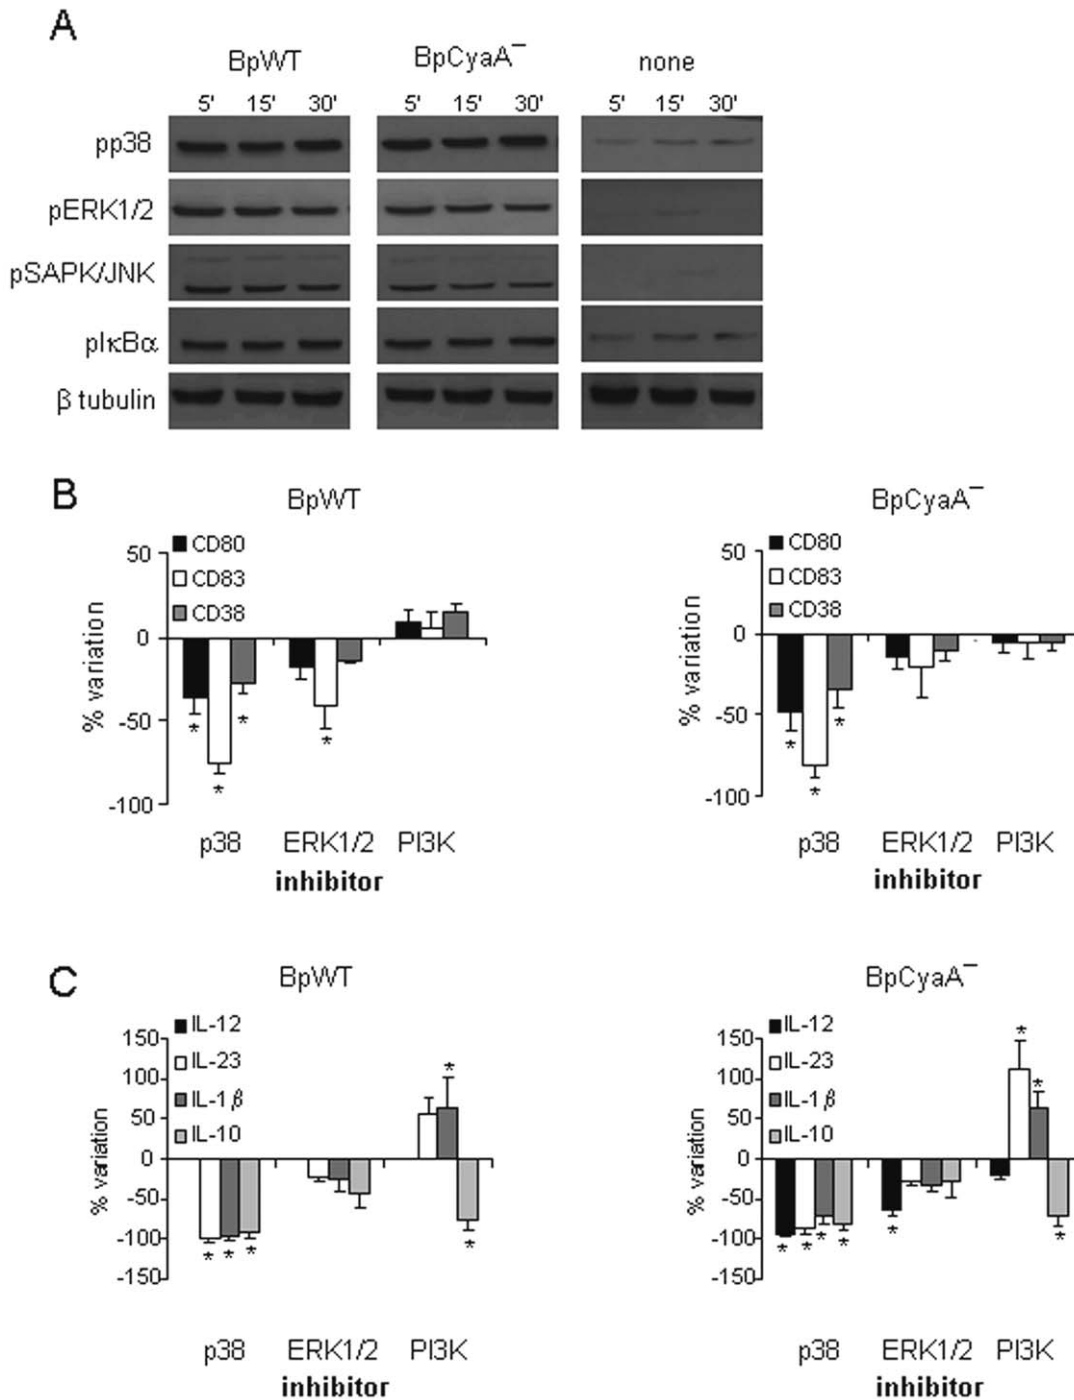 A
BpWT BpCyaA⁻ none
5' 15' 30' 5' 15' 30' 5' 15' 30'
pp38
pERK1/2
pSAPK/JNK
pIκBα
β tubulin
B
BpWT BpCyaA⁻
50 CD80 50 CD80
CD83 CD83
CD38 CD38
0 0
-50 -50
-100 -100
% variation % variation
* * * * * * *
p38 ERK1/2 PI3K p38 ERK1/2 PI3K
inhibitor inhibitor
C
BpWT BpCyaA⁻
150 IL-12 150 IL-12
100 IL-23 100 IL-23
50 IL-1β 50 IL-1β
IL-10 IL-10
0 0
-50 -50
-100 -100
-150 -150
% variation % variation
* * * * * * * * * * * * *
p38 ERK1/2 PI3K p38 ERK1/2 PI3K
inhibitor inhibitor